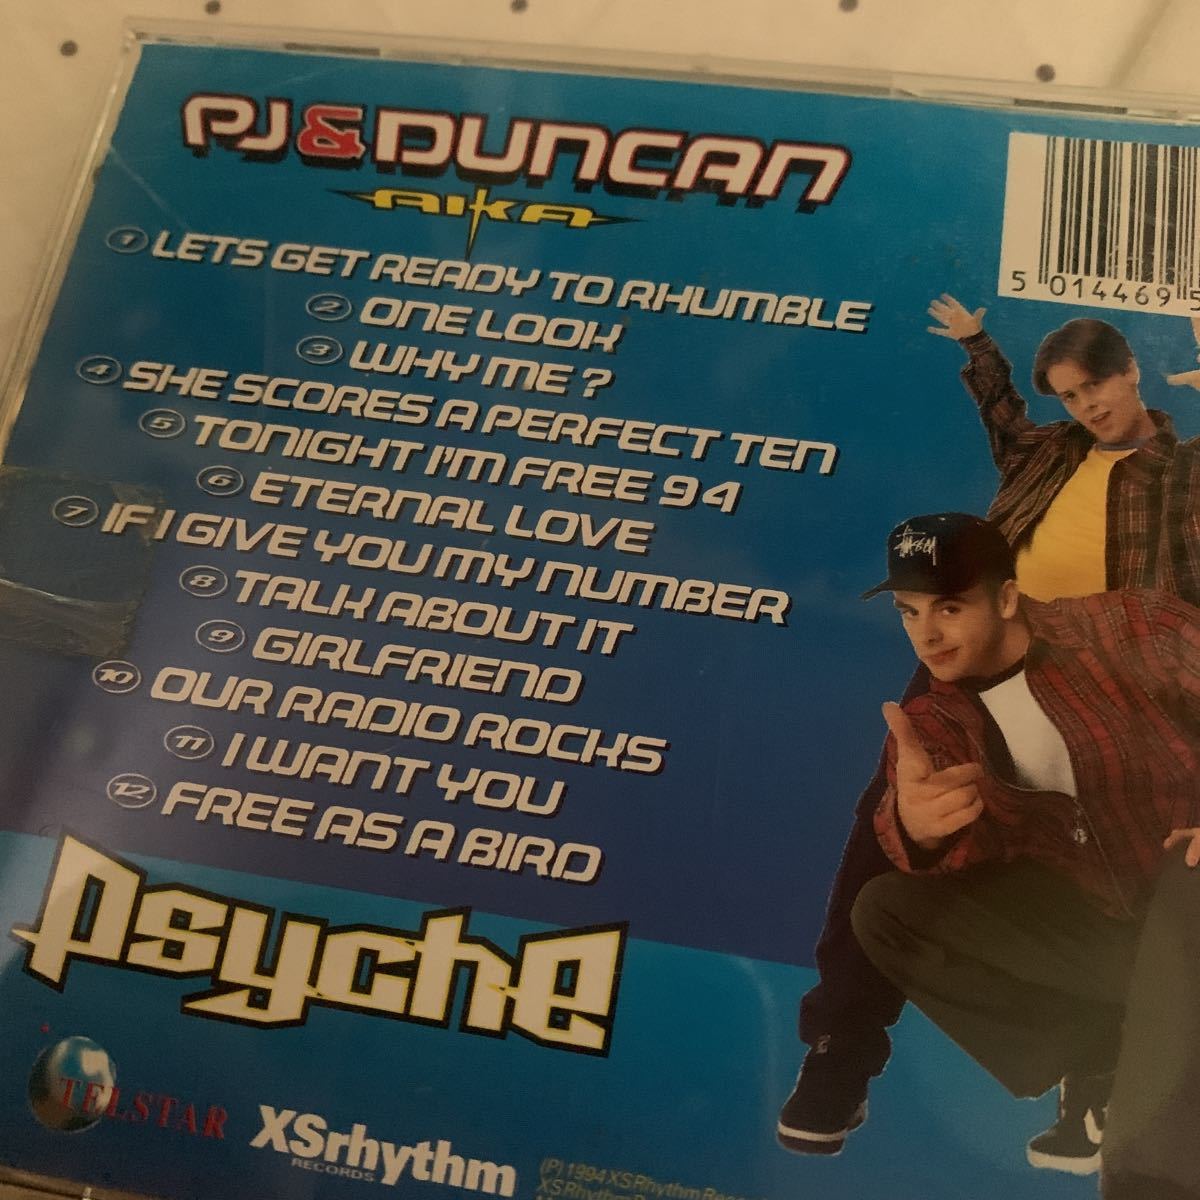 PJ & DUNCAN
AKA
1 LETS GET READY TO RHUMBLE
2 ONE LOOK
3 WHY ME?
4 SHE SCORES A PERFECT TEN
5 TONIGHT I'M FREE 94
6 ETERNAL LOVE
7 IF I GIVE YOU MY NUMBER
8 TALK ABOUT IT
9 GIRLFRIEND
10 OUR RADIO ROCKS
11 I WANT YOU
12 FREE AS A BIRD
PSYCHE
TELSTAR
XSrhythm
RECORDS
(P) 1994 XSRhythm
XSRhythm
5 014469
STUSSY